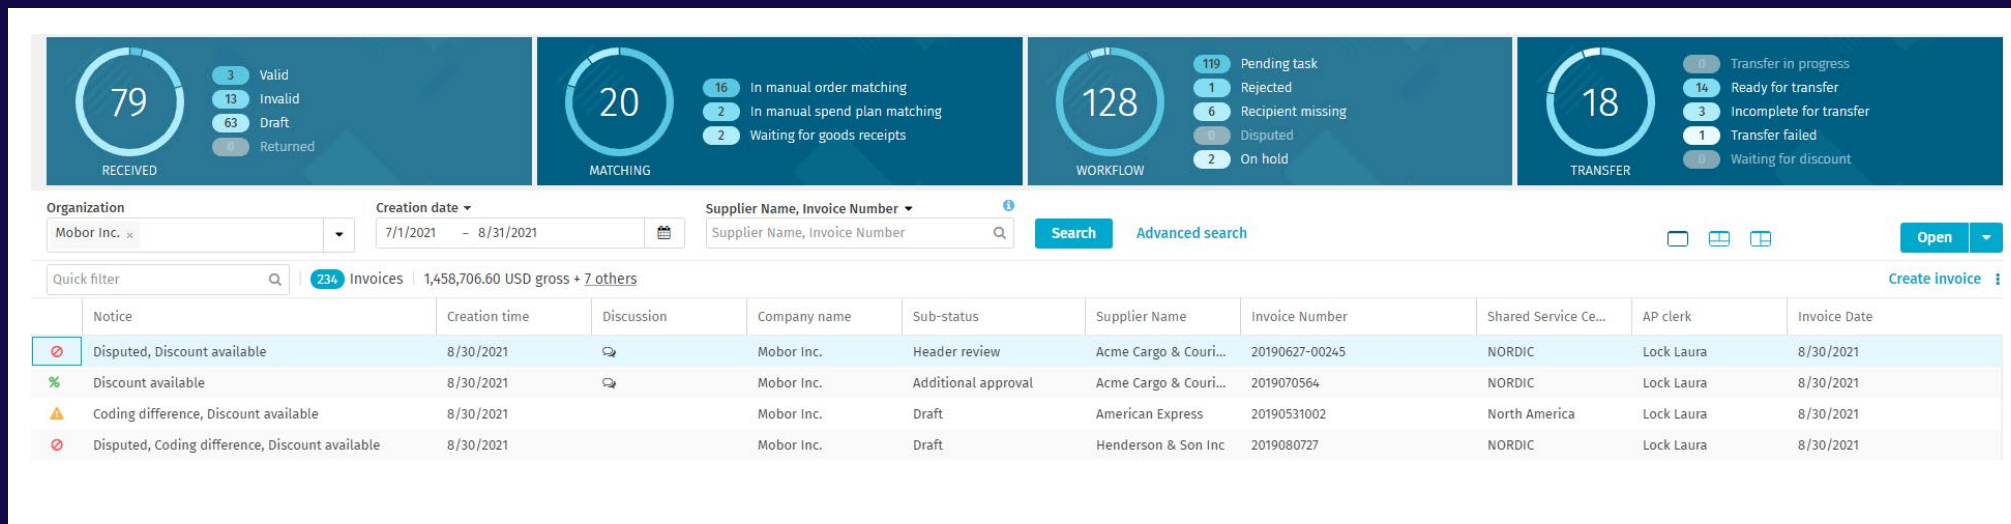 79
RECEIVED
3 Valid
13 Invalid
63 Draft
0 Returned
20
MATCHING
16 In manual order matching
2 In manual spend plan matching
2 Waiting for goods receipts
128
WORKFLOW
119 Pending task
1 Rejected
6 Recipient missing
0 Disputed
2 On hold
18
TRANSFER
0 Transfer in progress
14 Ready for transfer
3 Incomplete for transfer
1 Transfer failed
0 Waiting for discount
Organization Creation date Supplier Name, Invoice Number
Mobor Inc. × 7/1/2021 – 8/31/2021 Supplier Name, Invoice Number Search Advanced search Open
Quick filter 234 Invoices 1,458,706.60 USD gross + 7 others Create invoice
Notice Creation time Discussion Company name Sub-status Supplier Name Invoice Number Shared Service Ce... AP clerk Invoice Date
Disputed, Discount available 8/30/2021 Mobor Inc. Header review Acme Cargo & Couri... 20190627-00245 NORDIC Lock Laura 8/30/2021
Discount available 8/30/2021 Mobor Inc. Additional approval Acme Cargo & Couri... 2019070564 NORDIC Lock Laura 8/30/2021
Coding difference, Discount available 8/30/2021 Mobor Inc. Draft American Express 20190531002 North America Lock Laura 8/30/2021
Disputed, Coding difference, Discount available 8/30/2021 Mobor Inc. Draft Henderson & Son Inc 2019080727 NORDIC Lock Laura 8/30/2021